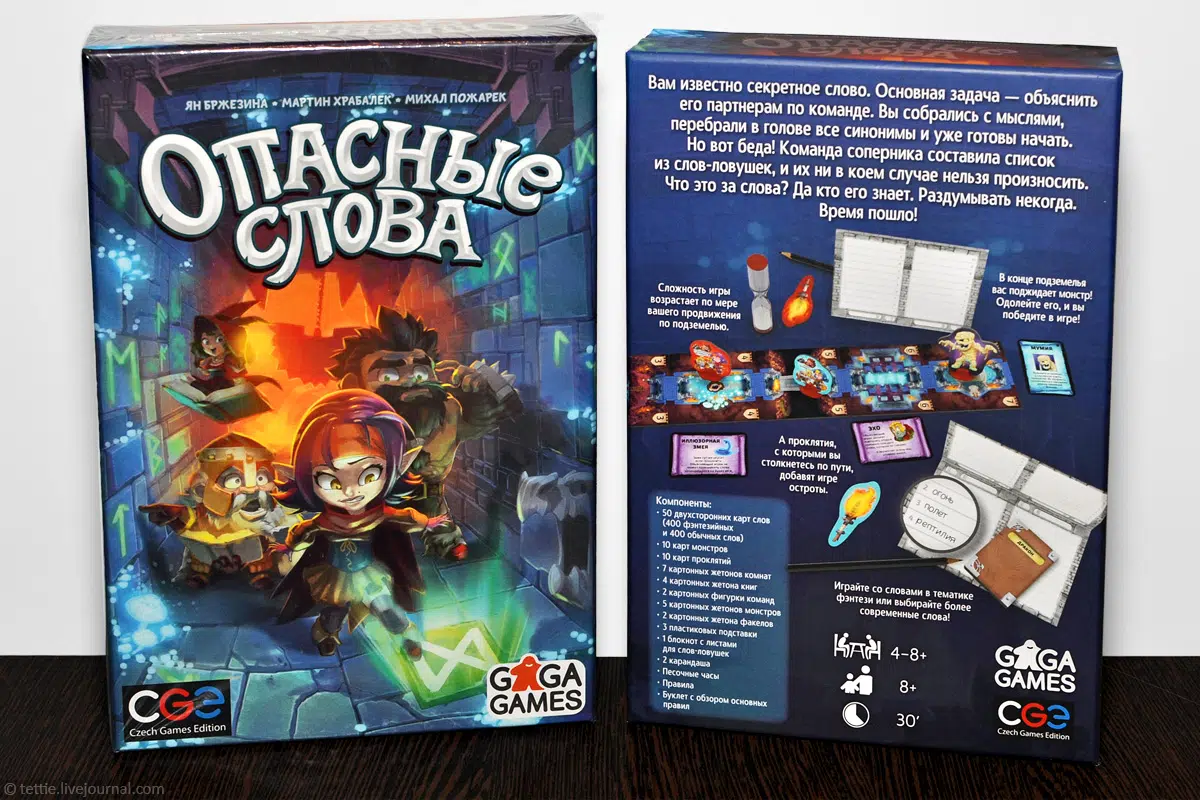 ЯН БРЖЕЗИНА • МАРТИН ХРАБАЛЕК • МИХАЛ ПОЖАРЕК
ОПАСНЫЕ
СЛОВА
CGE
Czech Games Edition
GAGA
GAMES
ОПАСНЫЕ
Вам известно секретное слово. Основная задача — объяснить
его партнерам по команде. Вы собрались с мыслями,
перебрали в голове все синонимы и уже готовы начать.
Но вот беда! Команда соперника составила список
из слов-ловушек, и их ни в коем случае нельзя произносить.
Что это за слова? Да кто его знает. Раздумывать некогда.
Время пошло!
Сложность игры
возрастает по мере
вашего продвижения
по подземелью.
В конце подземелья
вас поджидает монстр!
Одолейте его, и вы
победите в игре!
МУМИЯ
ИЛЛЮЗОРНАЯ
ЗМЕЯ
ЭХО
А проклятия,
с которыми вы
столкнетесь по пути,
добавят игре
остроты.
2 огонь
3 полет
4 рептилия
ДРАКОН
Компоненты:
· 50 двухсторонних карт слов
(400 фэнтезийных
и 400 обычных слов)
· 10 карт монстров
· 10 карт проклятий
· 7 картонных жетонов комнат
· 4 картонных жетона книг
· 2 картонных фигурки команд
· 5 картонных жетонов монстров
· 2 картонных жетона факелов
· 3 пластиковых подставки
· 1 блокнот с листами
для слов-ловушек
· 2 карандаша
· Песочные часы
· Правила
· Буклет с обзором основных
правил
Играйте со словами в тематике
фэнтези или выбирайте более
современные слова!
4–8+
8+
30′
GAGA
GAMES
CGE
Czech Games Edition
© tettie.livejournal.com